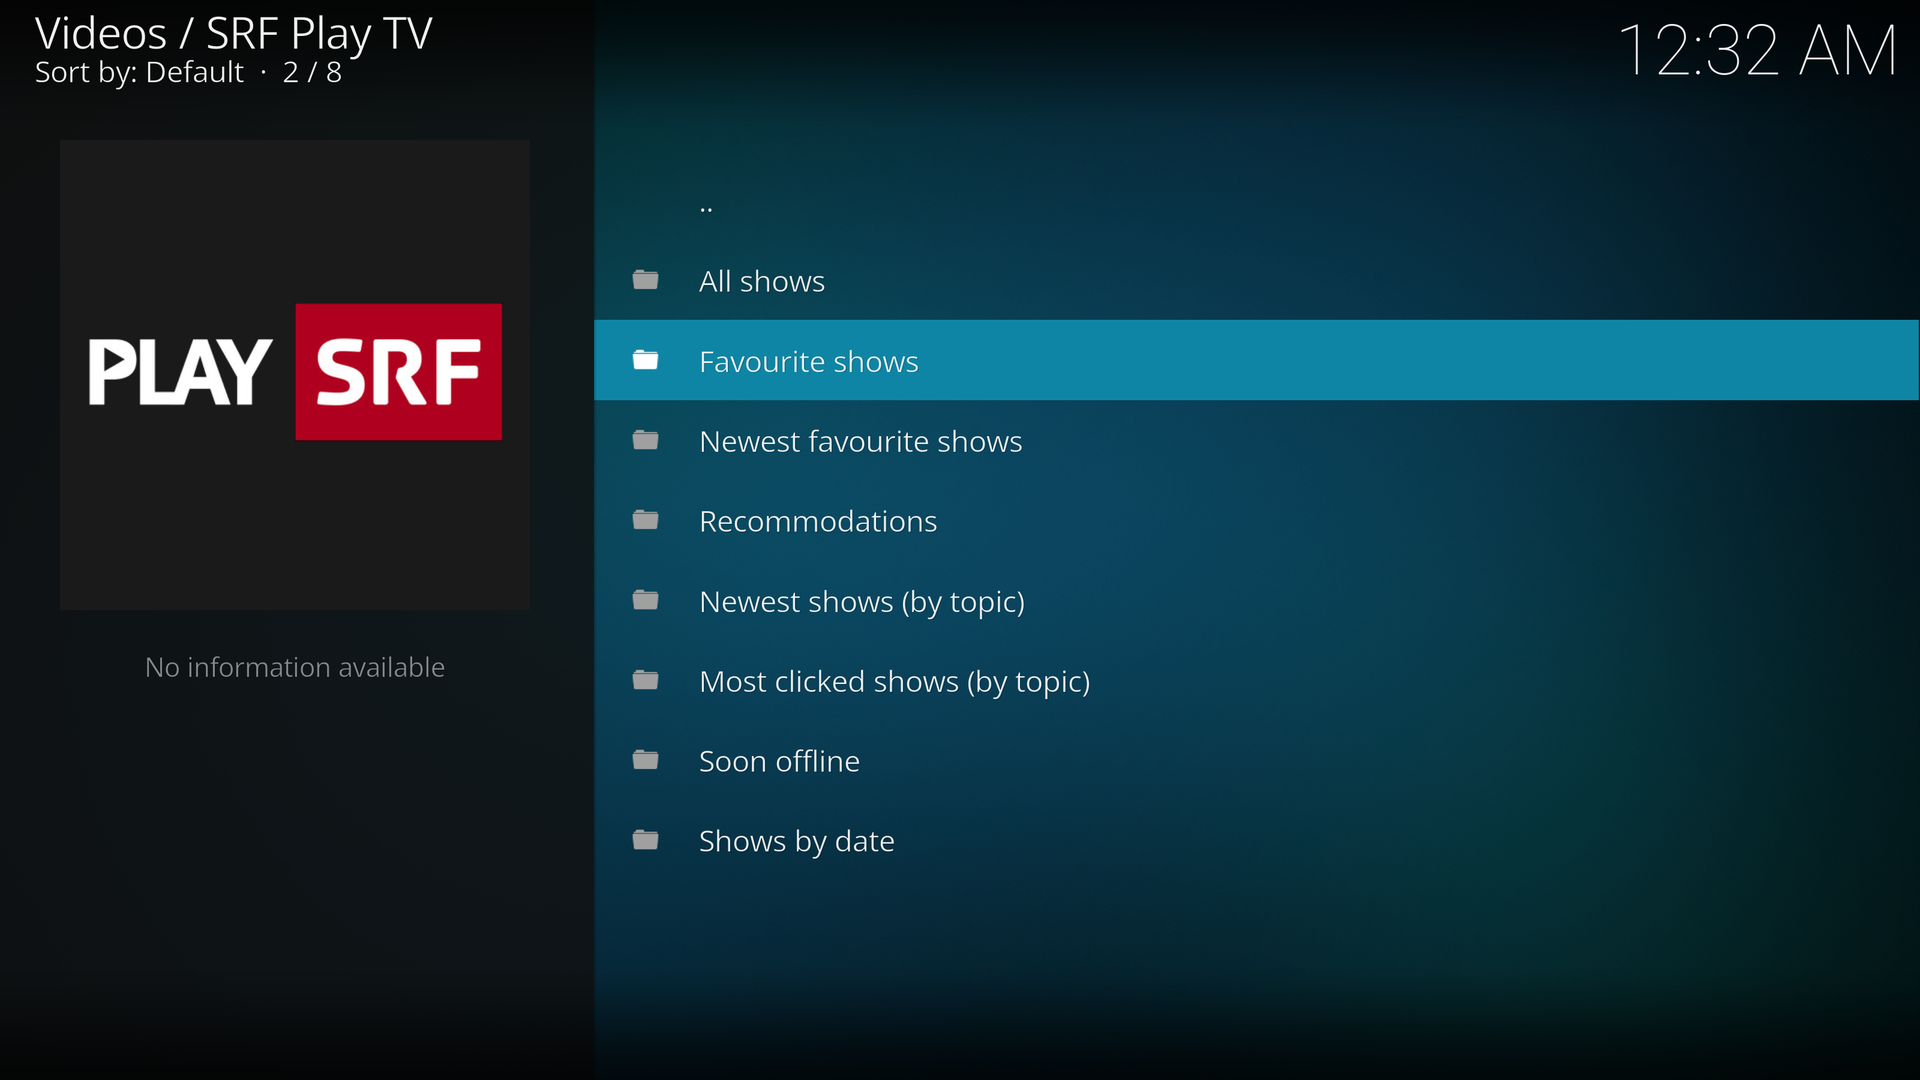 Videos / SRF Play TV
Sort by: Default · 2 / 8
12:32 AM
PLAY SRF
No information available
..
All shows
Favourite shows
Newest favourite shows
Recommodations
Newest shows (by topic)
Most clicked shows (by topic)
Soon offline
Shows by date